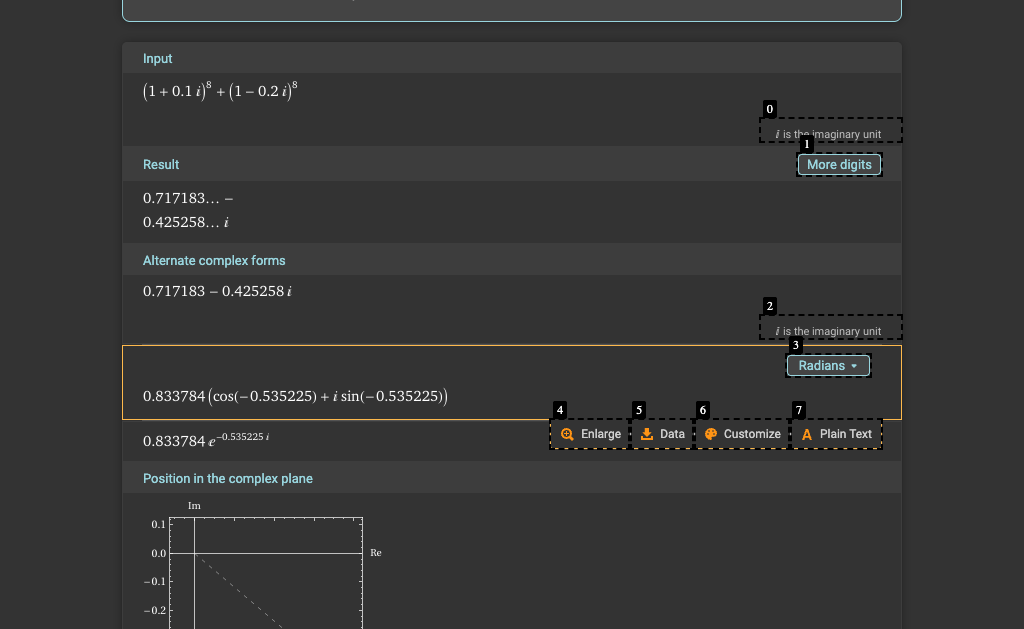 Input
(1 + 0.1 i)⁸ + (1 − 0.2 i)⁸
0
i is the imaginary unit
1
Result
More digits
0.717183… −
0.425258… i
Alternate complex forms
0.717183 − 0.425258 i
2
i is the imaginary unit
3
Radians
0.833784 (cos(−0.535225) + i sin(−0.535225))
4 5 6 7
Enlarge Data Customize A Plain Text
0.833784 e^−0.535225 i
Position in the complex plane
Im
0.1
0.0
Re
−0.1
−0.2